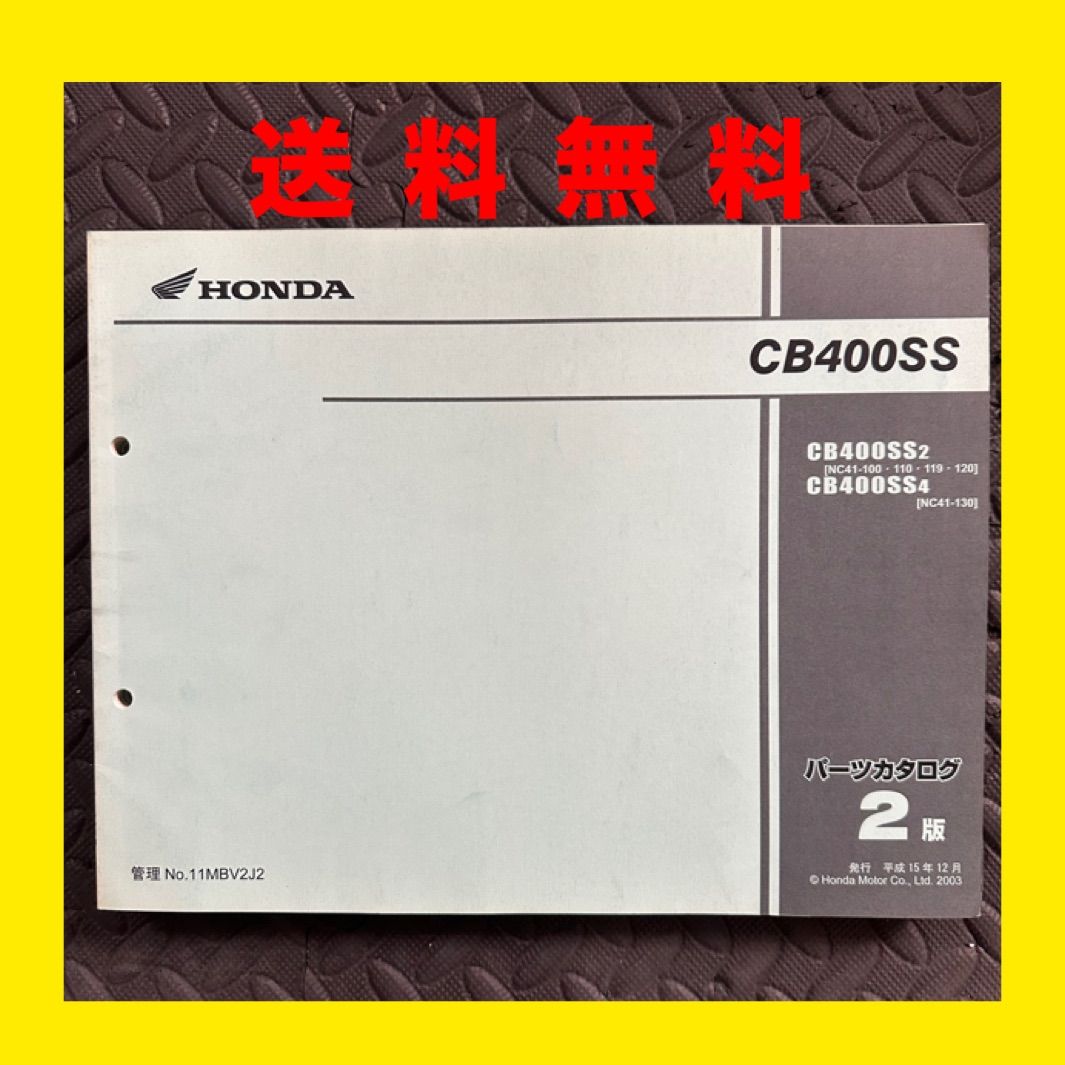 送料無料
HONDA
CB400SS
CB400SS2
[NC41-100・110・119・120]
CB400SS4
[NC41-130]
パーツカタログ
2版
管理 No.11MBV2J2
発行 平成15年12月
© Honda Motor Co., Ltd. 2003